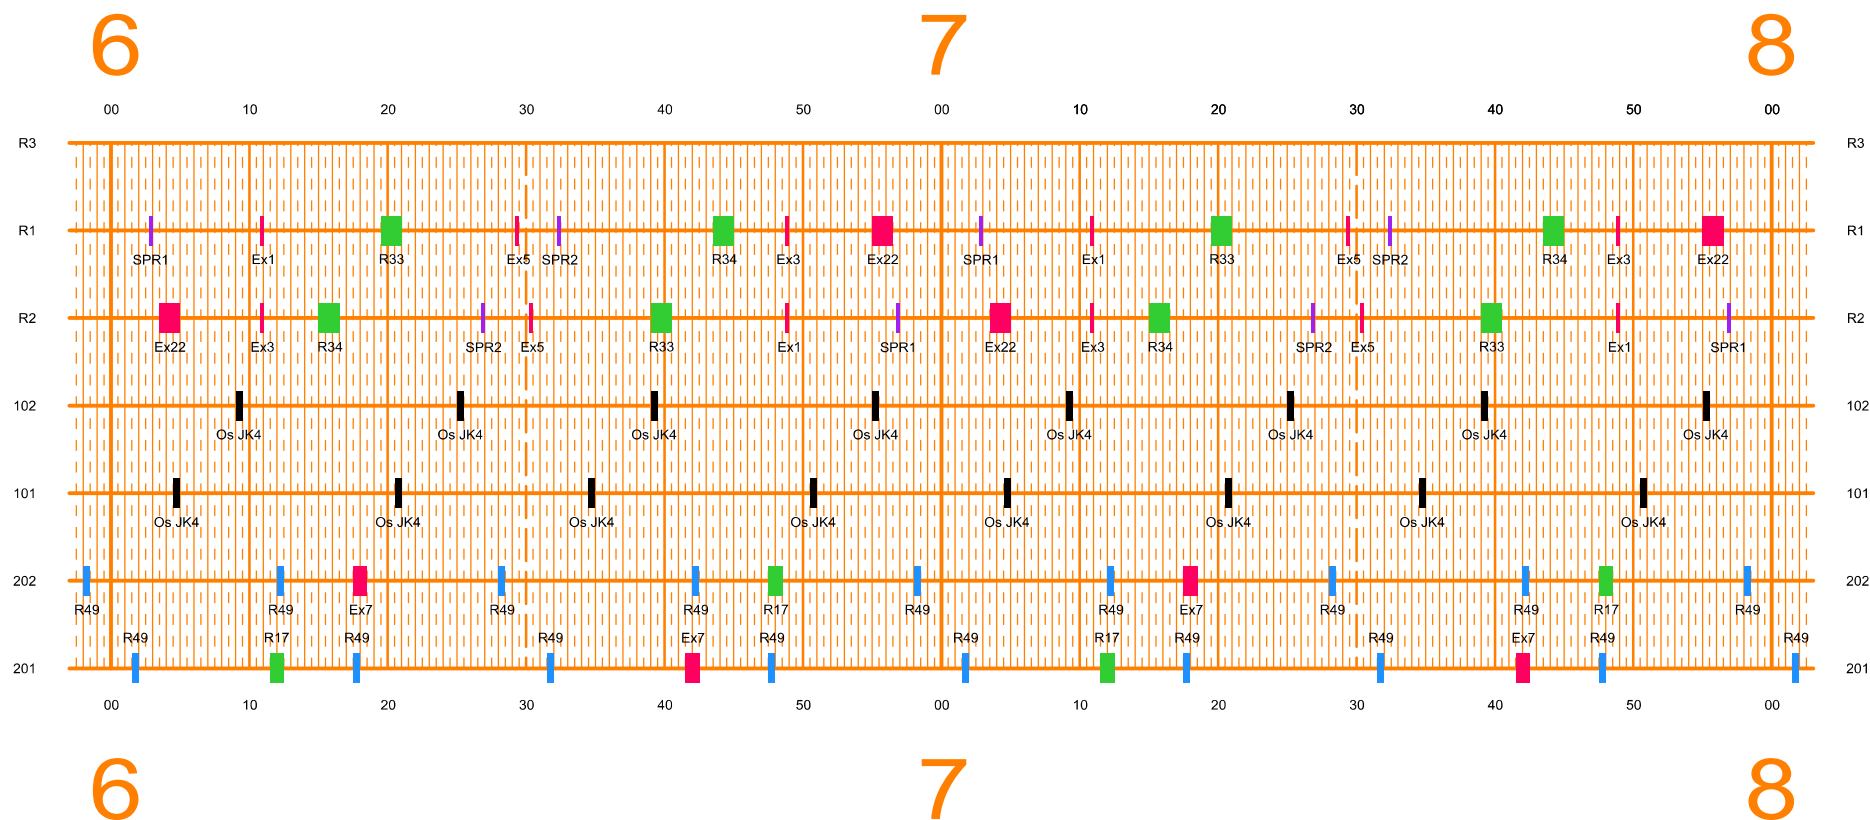 6 7 8
00 10 20 30 40 50 00 10 20 30 40 50 00
R3 R3
R1 R1
SPR1 Ex1 R33 Ex5 SPR2 R34 Ex3 Ex22 SPR1 Ex1 R33 Ex5 SPR2 R34 Ex3 Ex22
R2 R2
Ex22 Ex3 R34 SPR2 Ex5 R33 Ex1 SPR1 Ex22 Ex3 R34 SPR2 Ex5 R33 Ex1 SPR1
102 102
Os JK4 Os JK4 Os JK4 Os JK4 Os JK4 Os JK4 Os JK4 Os JK4
101 101
Os JK4 Os JK4 Os JK4 Os JK4 Os JK4 Os JK4 Os JK4 Os JK4
202 202
R49 R49 Ex7 R49 R49 R17 R49 R49 Ex7 R49 R49 R17 R49
R49 R17 R49 R49 Ex7 R49 R49 R17 R49 R49 Ex7 R49 R49
201 201
00 10 20 30 40 50 00 10 20 30 40 50 00
6 7 8